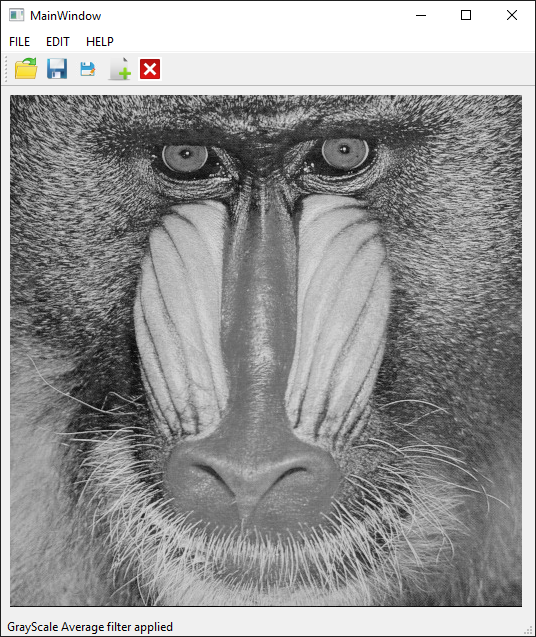 MainWindow
FILE EDIT HELP
GrayScale Average filter applied